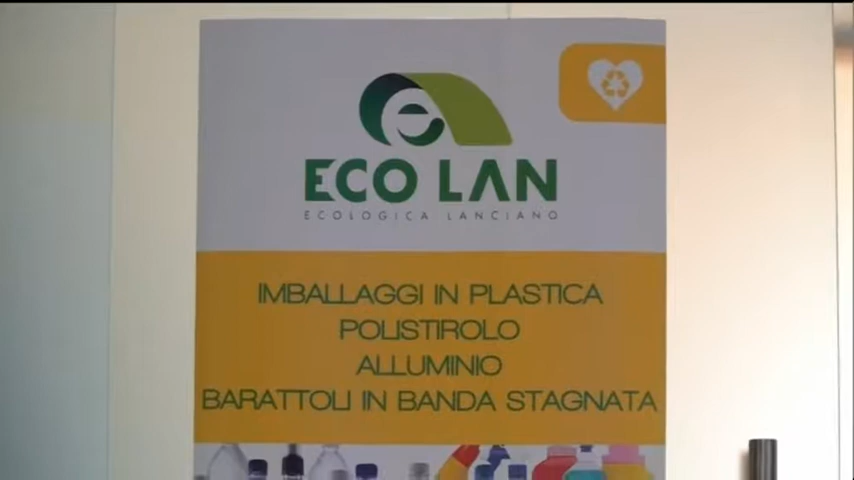 e
ECO LAN
ECOLOGICA LANCIANO
IMBALLAGGI IN PLASTICA
POLISTIROLO
ALLUMINIO
BARATTOLI IN BANDA STAGNATA